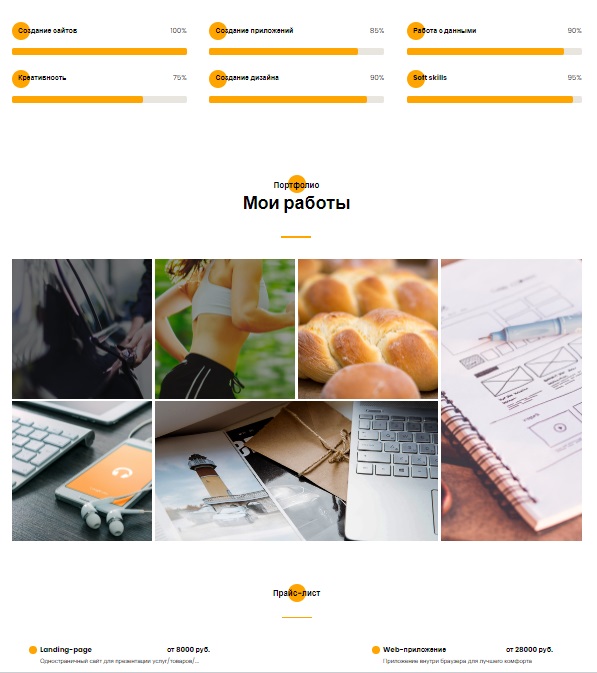 Создание сайтов 100%
Создание приложений 85%
Работа с данными 90%
Креативность 75%
Создание дизайна 90%
Soft skills 95%
Портфолио
Мои работы
Прайс-лист
Landing-page от 8000 руб.
Одностраничный сайт для презентации услуг/товаров/...
Web-приложение от 28000 руб.
Приложение внутри браузера для лучшего комфорта